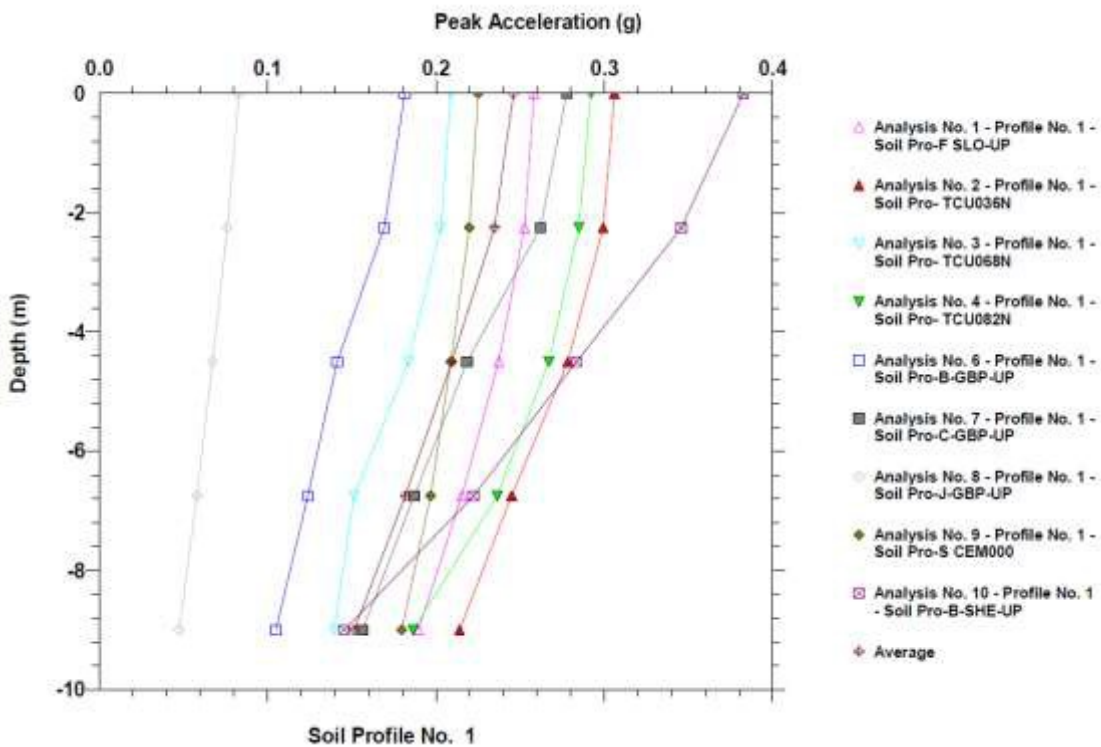 Peak Acceleration (g)
0.0 0.1 0.2 0.3 0.4
0
-2
-4
-6
-8
-10
Depth (m)
Soil Profile No. 1
Analysis No. 1 - Profile No. 1 -
Soil Pro-F SLO-UP
Analysis No. 2 - Profile No. 1 -
Soil Pro- TCU036N
Analysis No. 3 - Profile No. 1 -
Soil Pro- TCU068N
Analysis No. 4 - Profile No. 1 -
Soil Pro- TCU082N
Analysis No. 6 - Profile No. 1 -
Soil Pro-B-GBP-UP
Analysis No. 7 - Profile No. 1 -
Soil Pro-C-GBP-UP
Analysis No. 8 - Profile No. 1 -
Soil Pro-J-GBP-UP
Analysis No. 9 - Profile No. 1 -
Soil Pro-S CEM000
Analysis No. 10 - Profile No. 1
- Soil Pro-B-SHE-UP
Average